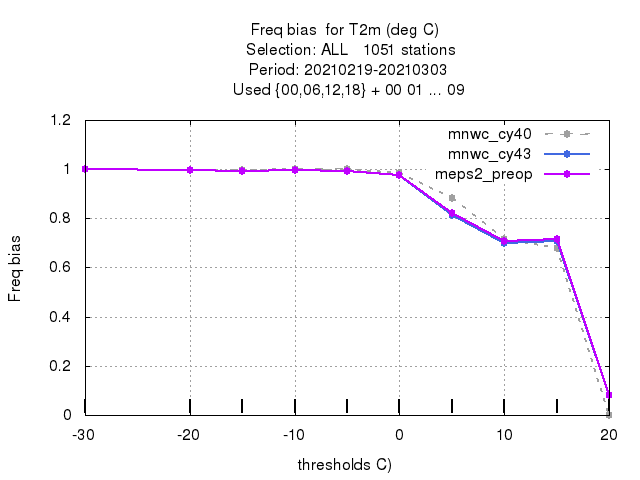 Freq bias  for T2m (deg C)
Selection: ALL   1051 stations
Period: 20210219-20210303
Used {00,06,12,18} + 00 01 ... 09
mnwc_cy40
mnwc_cy43
meps2_preop
1.2
1
0.8
0.6
0.4
0.2
0
Freq bias
-30 -20 -10 0 10 20
thresholds C)